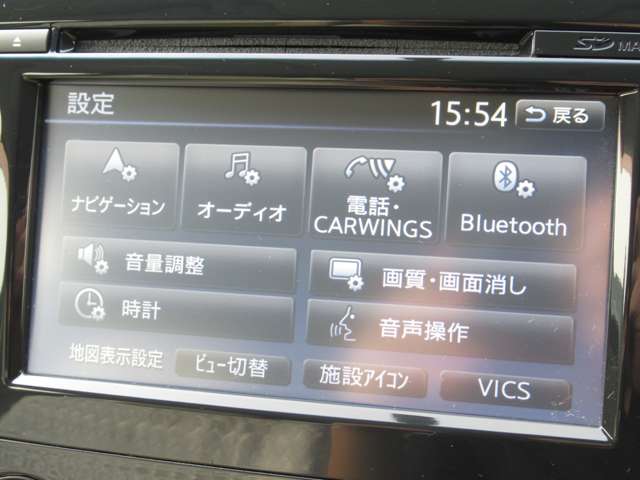 SD MA
設定
15:54 戻る
ナビゲーション オーディオ 電話・ Bluetooth
CARWINGS
音量調整 画質・画面消し
時計 音声操作
地図表示設定 ビュー切替 施設アイコン VICS